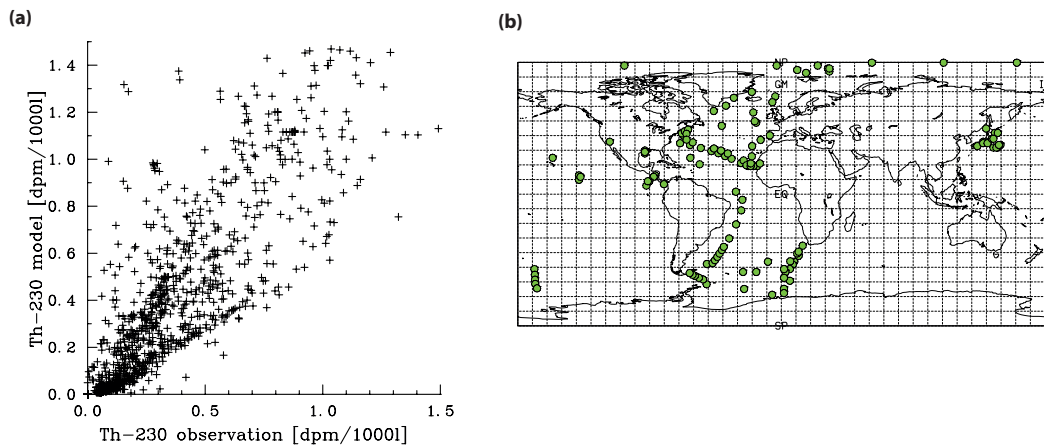 (a)
1.4
1.2
1.0
0.8
0.6
0.4
0.2
0.0
Th-230 model [dpm/1000l]
0.0 0.5 1.0 1.5
Th-230 observation [dpm/1000l]
(b)
NP
GM
I
EQ
SP